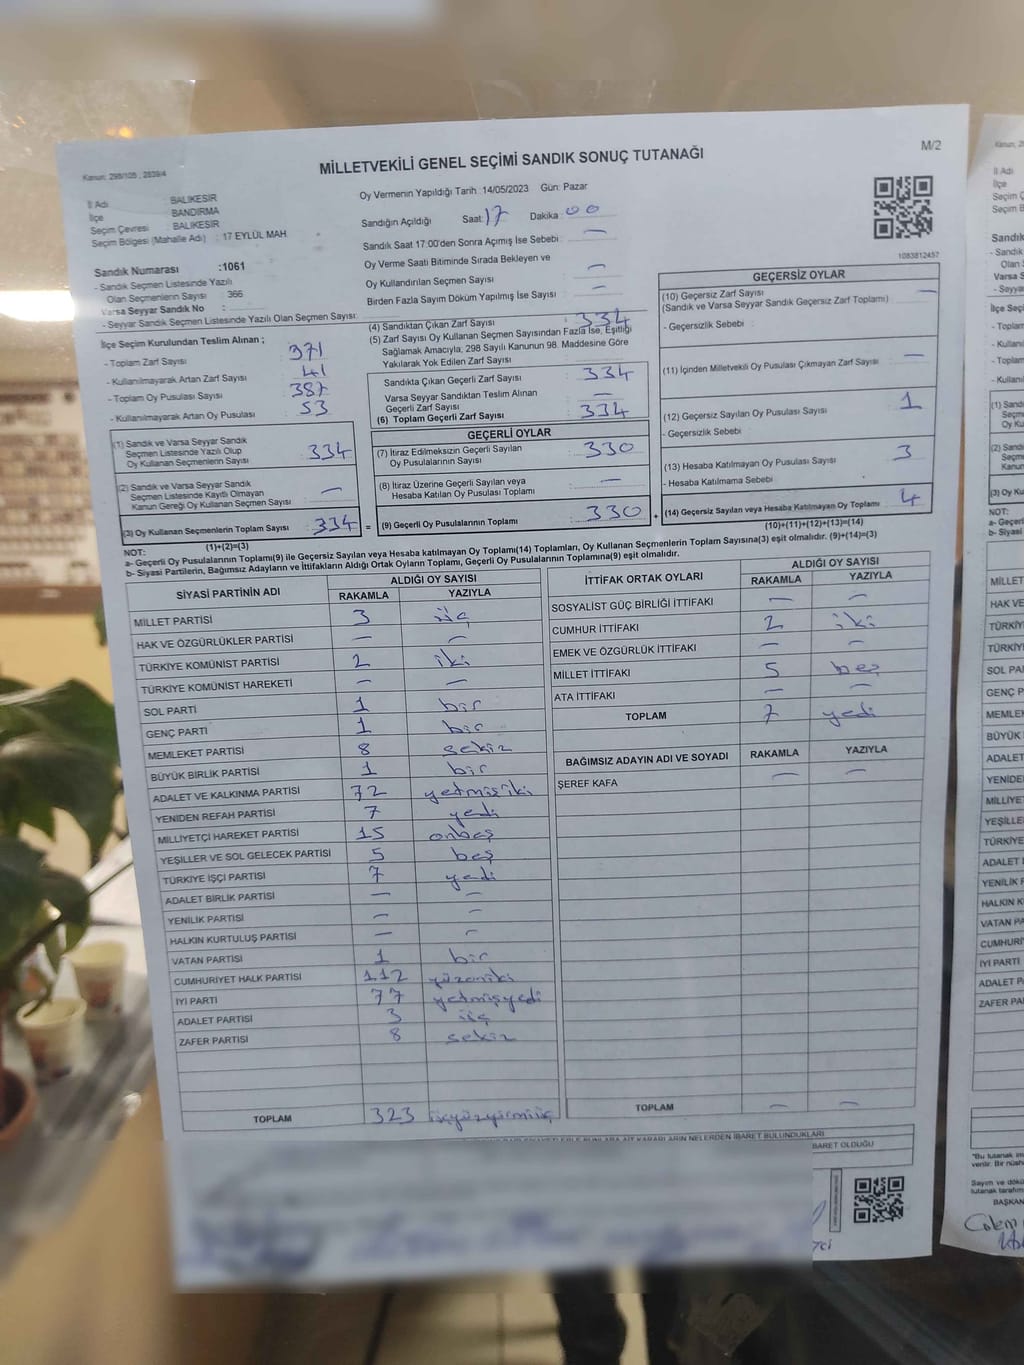 Kanun: 298/105, 2839/4
MİLLETVEKİLİ GENEL SEÇİMİ SANDIK SONUÇ TUTANAĞI
M/2
İl Adı : BALIKESİR
İlçe : BANDIRMA
Seçim Çevresi : BALIKESİR
Seçim Bölgesi (Mahalle Adı) : 17 EYLÜL MAH.
Oy Vermenin Yapıldığı Tarih :14/05/2023 Gün: Pazar
Sandığın Açıldığı Saat:17 Dakika:00
Sandık Saat 17:00'den Sonra Açımış İse Sebebi : —
Oy Verme Saati Bitiminde Sırada Bekleyen ve
Oy Kullandırılan Seçmen Sayısı : —
Birden Fazla Sayım Döküm Yapılmış İse Sayısı : —
1083812457
Sandık Numarası :1061
- Sandık Seçmen Listesinde Yazılı
Olan Seçmenlerin Sayısı : 366
Varsa Seyyar Sandık No :
- Seyyar Sandık Seçmen Listesinde Yazılı Olan Seçmen Sayısı:
İlçe Seçim Kurulundan Teslim Alınan ;
- Toplam Zarf Sayısı : 371
- Kullanılmayarak Artan Zarf Sayısı : 41
- Toplam Oy Pusulası Sayısı : 387
- Kullanılmayarak Artan Oy Pusulası : 53
(1) Sandık ve Varsa Seyyar Sandık
Seçmen Listesinde Yazılı Olup
Oy Kullanan Seçmenlerin Sayısı : 334
(2) Sandık ve Varsa Seyyar Sandık
Seçmen Listesinde Kayıtlı Olmayan
Kanun Gereği Oy Kullanan Seçmen Sayısı : —
(3) Oy Kullanan Seçmenlerin Toplam Sayısı : 334 =
(1)+(2)=(3)
(4) Sandıktan Çıkan Zarf Sayısı : 334
(5) Zarf Sayısı Oy Kullanan Seçmen Sayısından Fazla İse, Eşitliği
Sağlamak Amacıyla, 298 Sayılı Kanunun 98. Maddesine Göre
Yakılarak Yok Edilen Zarf Sayısı :
Sandıkta Çıkan Geçerli Zarf Sayısı : 334
Varsa Seyyar Sandıktan Teslim Alınan
Geçerli Zarf Sayısı : —
(6) Toplam Geçerli Zarf Sayısı : 334
GEÇERLİ OYLAR
(7) İtiraz Edilmeksizin Geçerli Sayılan
Oy Pusulalarının Sayısı : 330
(8) İtiraz Üzerine Geçerli Sayılan veya
Hesaba Katılan Oy Pusulası Toplamı : —
(9) Geçerli Oy Pusulalarının Toplamı : 330 +
GEÇERSİZ OYLAR
(10) Geçersiz Zarf Sayısı : —
(Sandık ve Varsa Seyyar Sandık Geçersiz Zarf Toplamı)
- Geçersizlik Sebebi :
(11) İçinden Milletvekili Oy Pusulası Çıkmayan Zarf Sayısı : —
(12) Geçersiz Sayılan Oy Pusulası Sayısı : 1
- Geçersizlik Sebebi :
(13) Hesaba Katılmayan Oy Pusulası Sayısı : 3
- Hesaba Katılmama Sebebi :
(14) Geçersiz Sayılan veya Hesaba Katılmayan Oy Toplamı : 4
(10)+(11)+(12)+(13)=(14)
NOT:
a- Geçerli Oy Pusulalarının Toplamı(9) ile Geçersiz Sayılan veya Hesaba katılmayan Oy Toplamı(14) Toplamları, Oy Kullanan Seçmenlerin Toplam Sayısına(3) eşit olmalıdır. (9)+(14)=(3)
b- Siyasi Partilerin, Bağımsız Adayların ve İttifakların Aldığı Ortak Oyların Toplamı, Geçerli Oy Pusulalarının Toplamına(9) eşit olmalıdır.
SİYASİ PARTİNİN ADI ALDIĞI OY SAYISI
RAKAMLA YAZIYLA
MİLLET PARTİSİ 3 üç
HAK VE ÖZGÜRLÜKLER PARTİSİ — —
TÜRKİYE KOMÜNİST PARTİSİ 2 iki
TÜRKİYE KOMÜNİST HAREKETİ — —
SOL PARTİ 1 bir
GENÇ PARTİ 1 bir
MEMLEKET PARTİSİ 8 sekiz
BÜYÜK BİRLİK PARTİSİ 1 bir
ADALET VE KALKINMA PARTİSİ 72 yetmişiki
YENİDEN REFAH PARTİSİ 7 yedi
MİLLİYETÇİ HAREKET PARTİSİ 15 onbeş
YEŞİLLER VE SOL GELECEK PARTİSİ 5 beş
TÜRKİYE İŞÇİ PARTİSİ 7 yedi
ADALET BİRLİK PARTİSİ — —
YENİLİK PARTİSİ — —
HALKIN KURTULUŞ PARTİSİ — —
VATAN PARTİSİ 1 bir
CUMHURİYET HALK PARTİSİ 112 yüzoniki
İYİ PARTİ 77 yetmişyedi
ADALET PARTİSİ 3 üç
ZAFER PARTİSİ 8 sekiz
TOPLAM 323 üçyüzyirmiüç
İTTİFAK ORTAK OYLARI ALDIĞI OY SAYISI
RAKAMLA YAZIYLA
SOSYALİST GÜÇ BİRLİĞİ İTTİFAKI — —
CUMHUR İTTİFAKI 2 iki
EMEK VE ÖZGÜRLÜK İTTİFAKI — —
MİLLET İTTİFAKI 5 beş
ATA İTTİFAKI — —
TOPLAM 7 yedi
BAĞIMSIZ ADAYIN ADI VE SOYADI RAKAMLA YAZIYLA
ŞEREF KAFA — —
TOPLAM — —
NELERDEN İBARET BULUNDUKLARI
BARET OLDUĞU